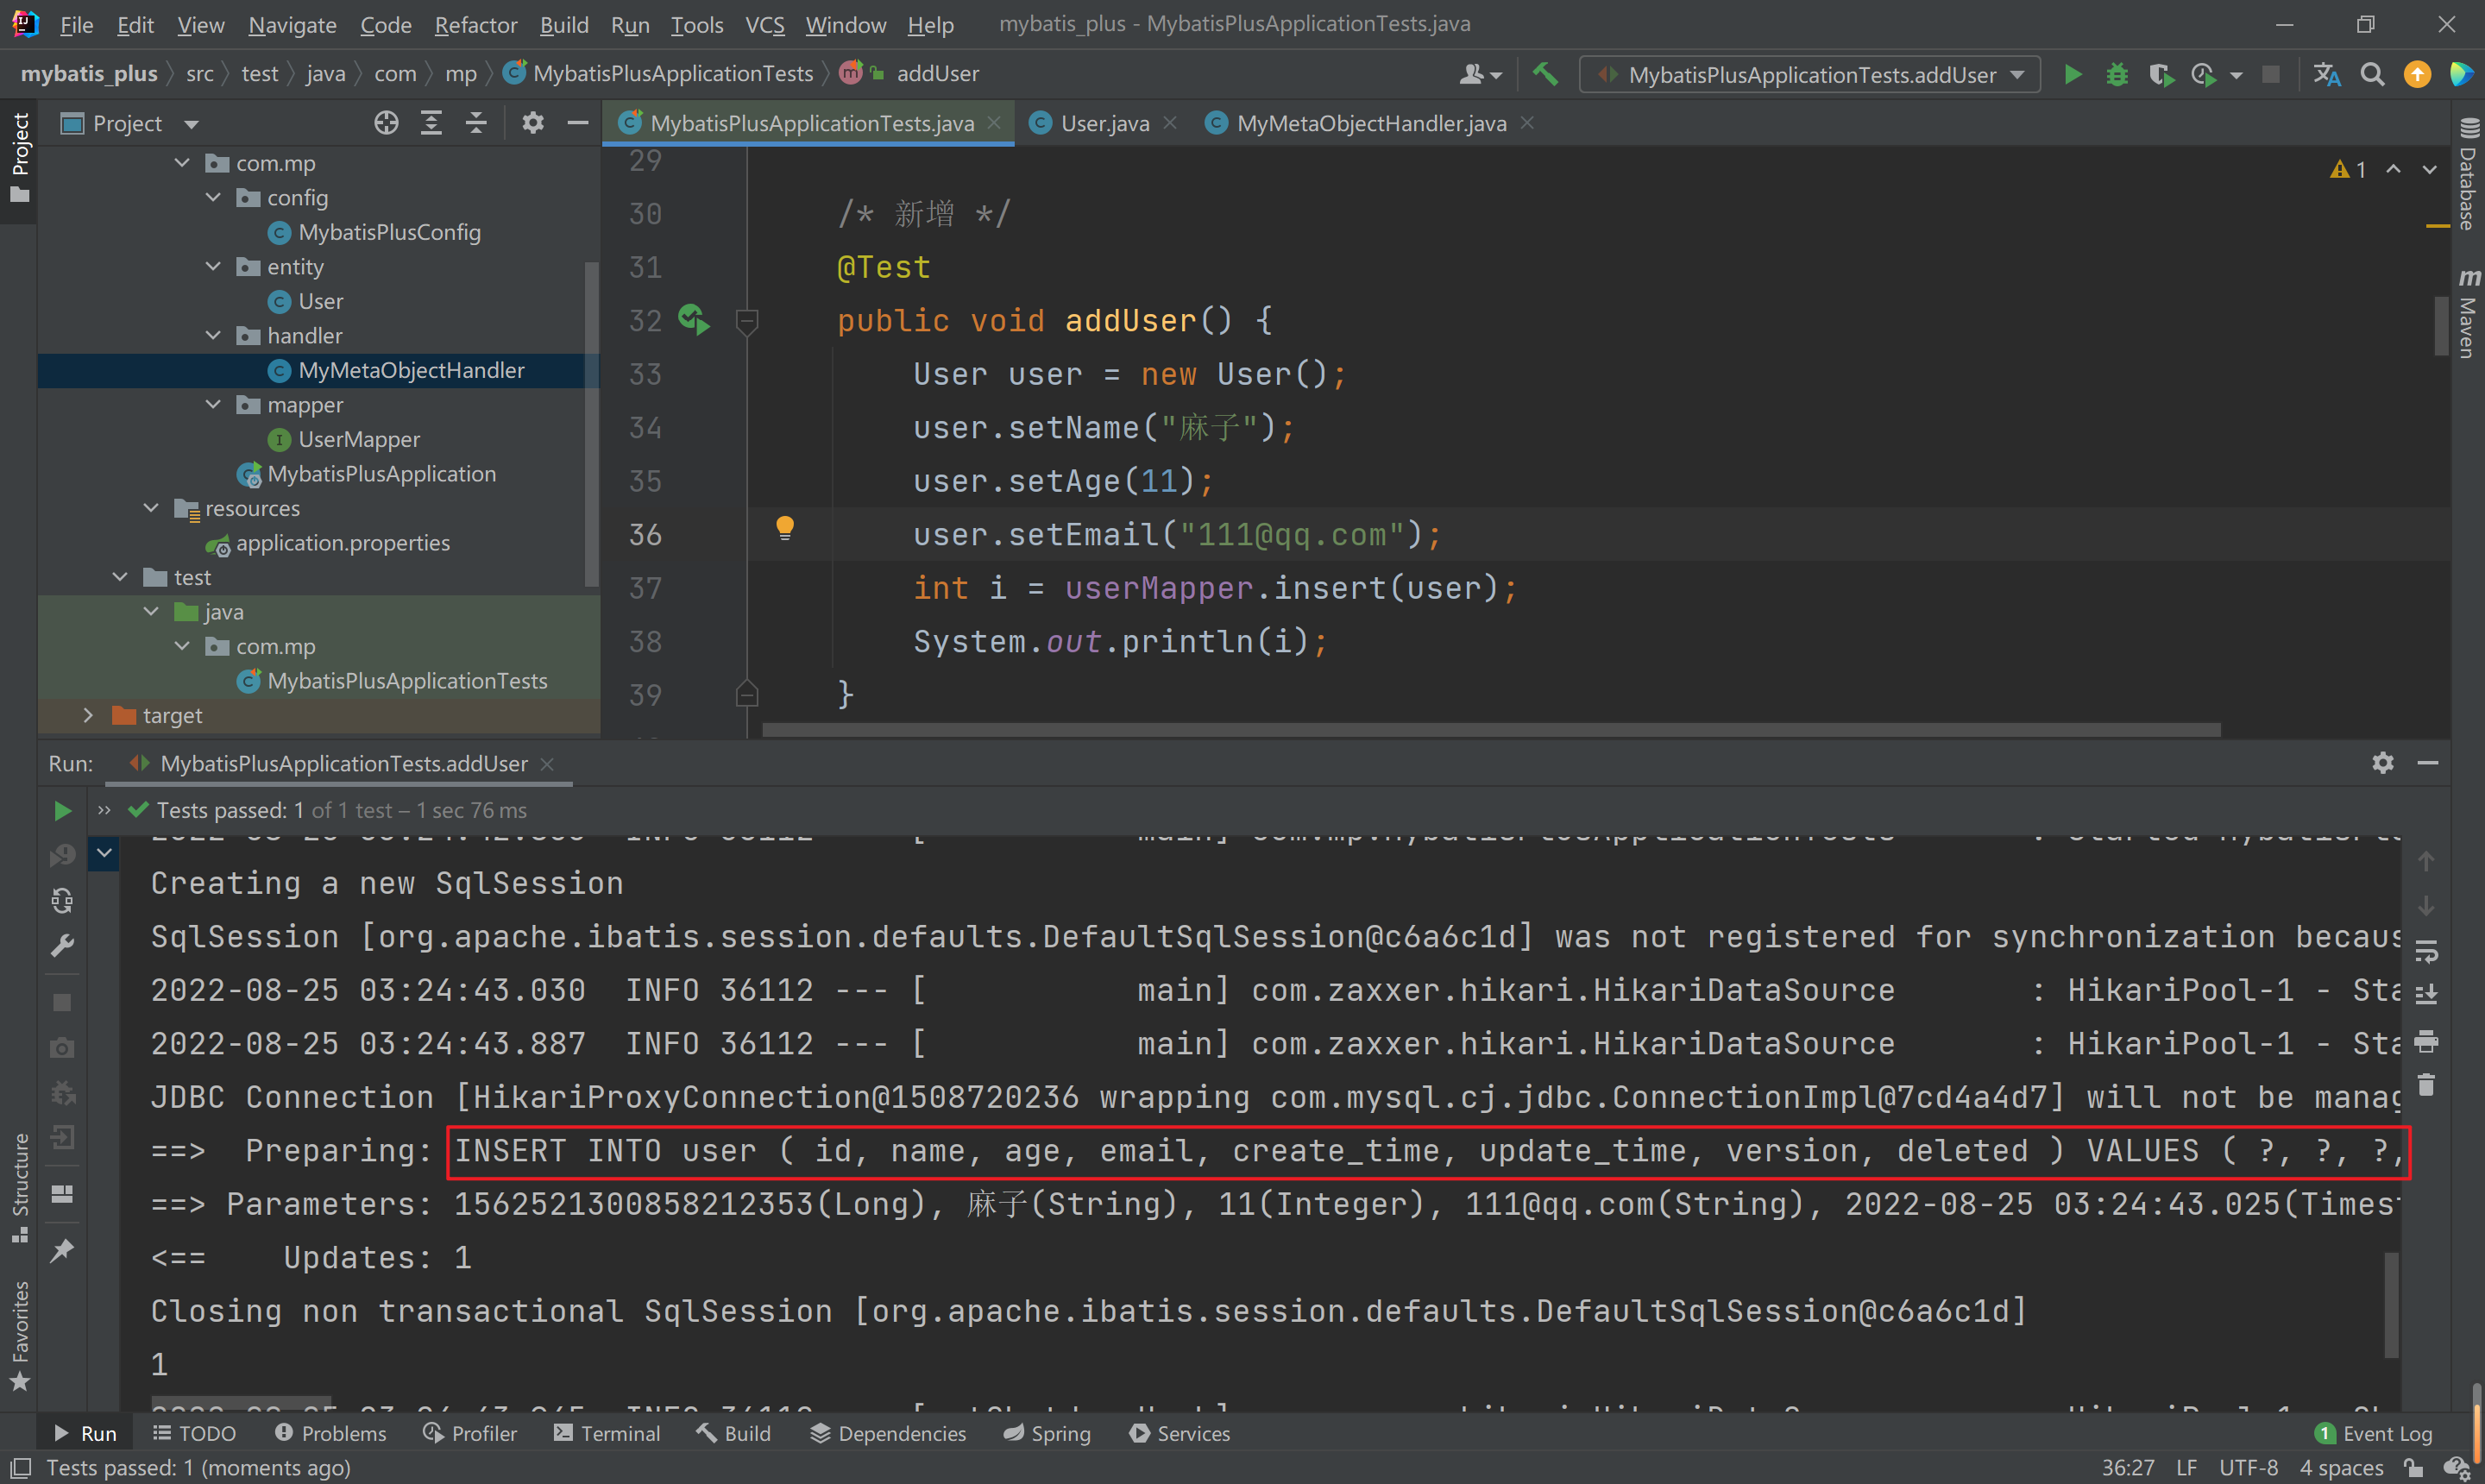 File Edit View Navigate Code Refactor Build Run Tools VCS Window Help mybatis_plus - MybatisPlusApplicationTests.java
mybatis_plus src test java com mp MybatisPlusApplicationTests addUser MybatisPlusApplicationTests.addUser
Project
Project
MybatisPlusApplicationTests.java User.java MyMetaObjectHandler.java
com.mp
config
MybatisPlusConfig
entity
User
handler
MyMetaObjectHandler
mapper
UserMapper
MybatisPlusApplication
resources
application.properties
test
java
com.mp
MybatisPlusApplicationTests
target
29
30 /* 新增 */
31 @Test
32 public void addUser() {
33 User user = new User();
34 user.setName("麻子");
35 user.setAge(11);
36 user.setEmail("111@qq.com");
37 int i = userMapper.insert(user);
38 System.out.println(i);
39 }
1
Database
Maven
Run: MybatisPlusApplicationTests.addUser
Tests passed: 1 of 1 test – 1 sec 76 ms
Creating a new SqlSession
SqlSession [org.apache.ibatis.session.defaults.DefaultSqlSession@c6a6c1d] was not registered for synchronization becaus
2022-08-25 03:24:43.030  INFO 36112 --- [           main] com.zaxxer.hikari.HikariDataSource       : HikariPool-1 - Sta
2022-08-25 03:24:43.887  INFO 36112 --- [           main] com.zaxxer.hikari.HikariDataSource       : HikariPool-1 - Sta
JDBC Connection [HikariProxyConnection@1508720236 wrapping com.mysql.cj.jdbc.ConnectionImpl@7cd4a4d7] will not be manag
==>  Preparing: INSERT INTO user ( id, name, age, email, create_time, update_time, version, deleted ) VALUES ( ?, ?, ?,
==> Parameters: 1562521300858212353(Long), 麻子(String), 11(Integer), 111@qq.com(String), 2022-08-25 03:24:43.025(Timest
<==    Updates: 1
Closing non transactional SqlSession [org.apache.ibatis.session.defaults.DefaultSqlSession@c6a6c1d]
1
Structure
Favorites
Run TODO Problems Profiler Terminal Build Dependencies Spring Services 1 Event Log
Tests passed: 1 (moments ago) 36:27 LF UTF-8 4 spaces